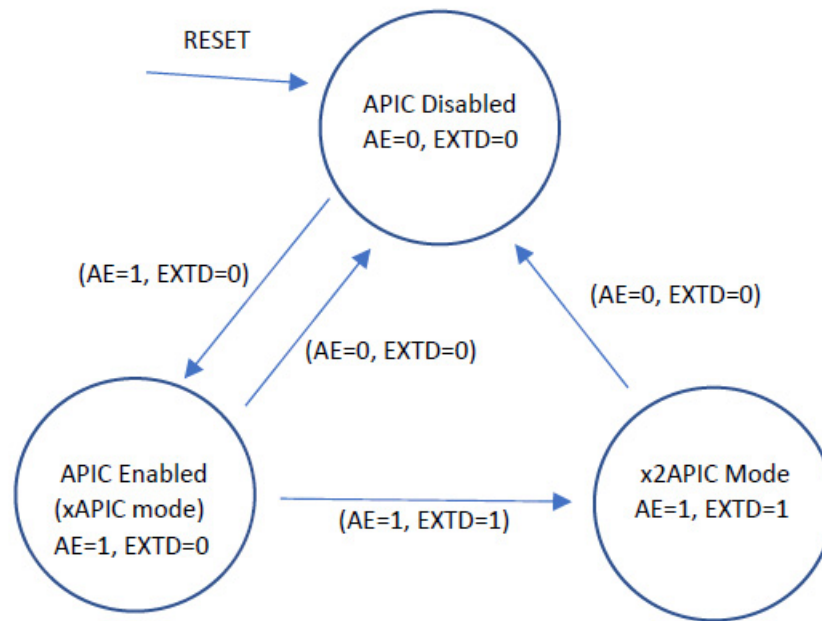 RESET
APIC Disabled
AE=0, EXTD=0
(AE=1, EXTD=0)
(AE=0, EXTD=0)
(AE=0, EXTD=0)
APIC Enabled
(xAPIC mode)
AE=1, EXTD=0
(AE=1, EXTD=1)
x2APIC Mode
AE=1, EXTD=1